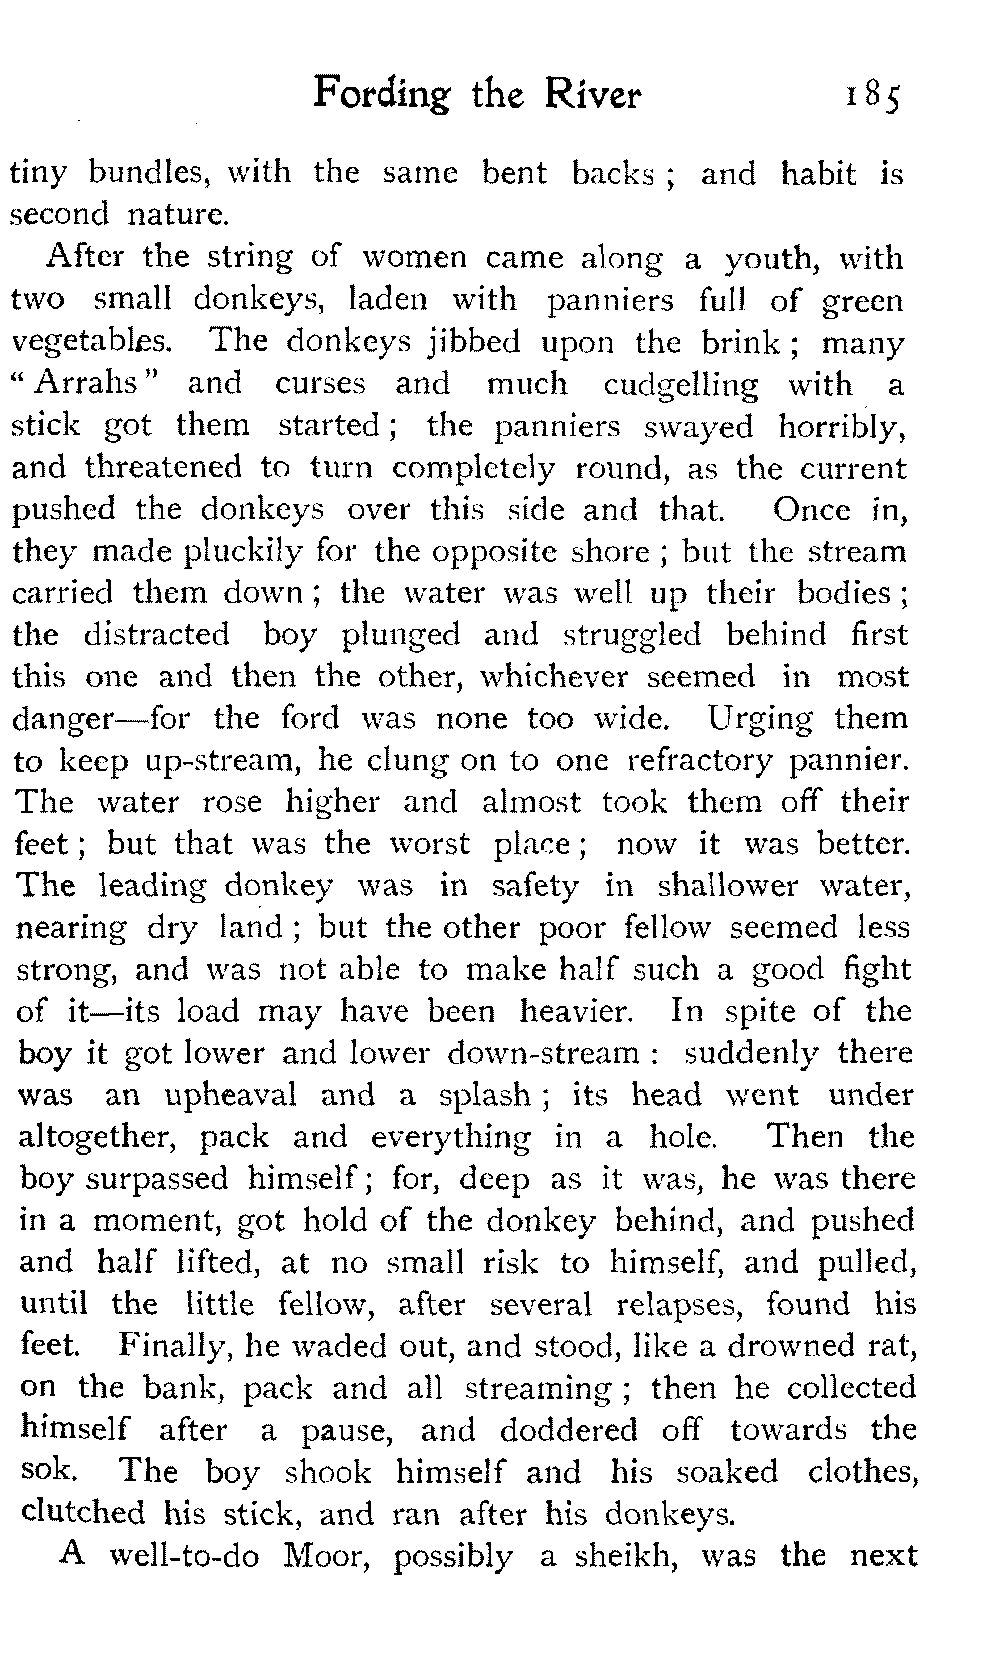 Fording the River 185
tiny bundles, with the same bent backs ; and habit is
second nature.
After the string of women came along a youth, with
two small donkeys, laden with panniers full of green
vegetables. The donkeys jibbed upon the brink ; many
“ Arrahs ” and curses and much cudgelling with a
stick got them started ; the panniers swayed horribly,
and threatened to turn completely round, as the current
pushed the donkeys over this side and that. Once in,
they made pluckily for the opposite shore ; but the stream
carried them down ; the water was well up their bodies ;
the distracted boy plunged and struggled behind first
this one and then the other, whichever seemed in most
danger—for the ford was none too wide. Urging them
to keep up-stream, he clung on to one refractory pannier.
The water rose higher and almost took them off their
feet ; but that was the worst place ; now it was better.
The leading donkey was in safety in shallower water,
nearing dry land ; but the other poor fellow seemed less
strong, and was not able to make half such a good fight
of it—its load may have been heavier. In spite of the
boy it got lower and lower down-stream : suddenly there
was an upheaval and a splash ; its head went under
altogether, pack and everything in a hole. Then the
boy surpassed himself ; for, deep as it was, he was there
in a moment, got hold of the donkey behind, and pushed
and half lifted, at no small risk to himself, and pulled,
until the little fellow, after several relapses, found his
feet. Finally, he waded out, and stood, like a drowned rat,
on the bank, pack and all streaming ; then he collected
himself after a pause, and doddered off towards the
sok. The boy shook himself and his soaked clothes,
clutched his stick, and ran after his donkeys.
A well-to-do Moor, possibly a sheikh, was the next